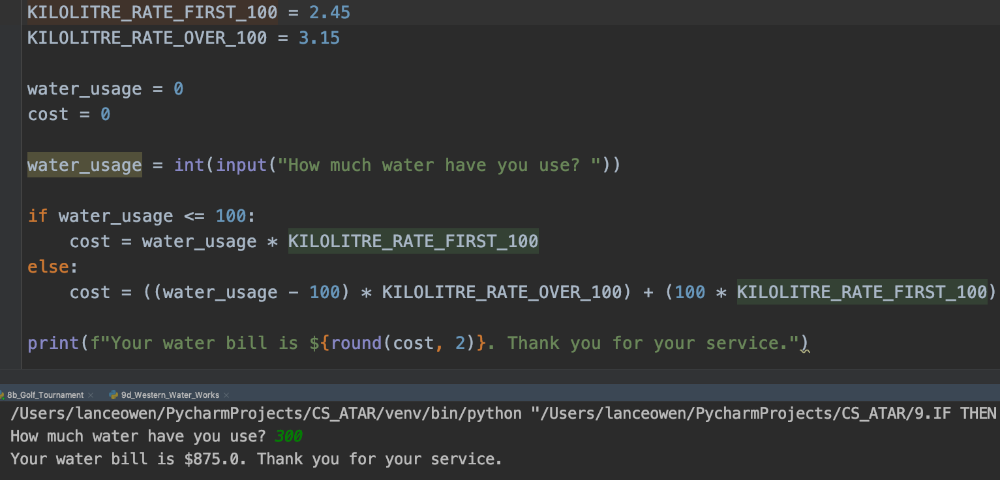 KILOLITRE_RATE_FIRST_100 = 2.45
KILOLITRE_RATE_OVER_100 = 3.15
water_usage = 0
cost = 0
water_usage = int(input("How much water have you use? "))
if water_usage <= 100:
    cost = water_usage * KILOLITRE_RATE_FIRST_100
else:
    cost = ((water_usage - 100) * KILOLITRE_RATE_OVER_100) + (100 * KILOLITRE_RATE_FIRST_100)
print(f"Your water bill is ${round(cost, 2)}. Thank you for your service.")
8b_Golf_Tournament × 9d_Western_Water_Works ×
/Users/lanceowen/PycharmProjects/CS_ATAR/venv/bin/python "/Users/lanceowen/PycharmProjects/CS_ATAR/9.IF THEN
How much water have you use? 300
Your water bill is $875.0. Thank you for your service.